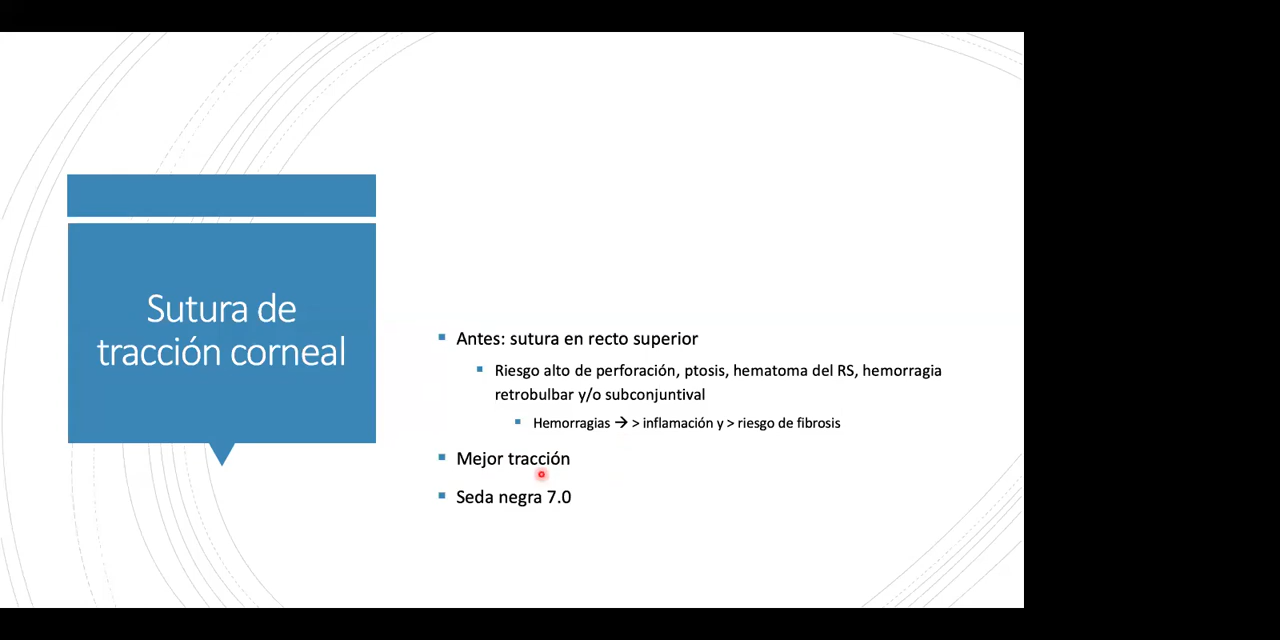 Sutura de
tracción corneal
Antes: sutura en recto superior
Riesgo alto de perforación, ptosis, hematoma del RS, hemorragia
retrobulbar y/o subconjuntival
Hemorragias → > inflamación y > riesgo de fibrosis
Mejor tracción
Seda negra 7.0